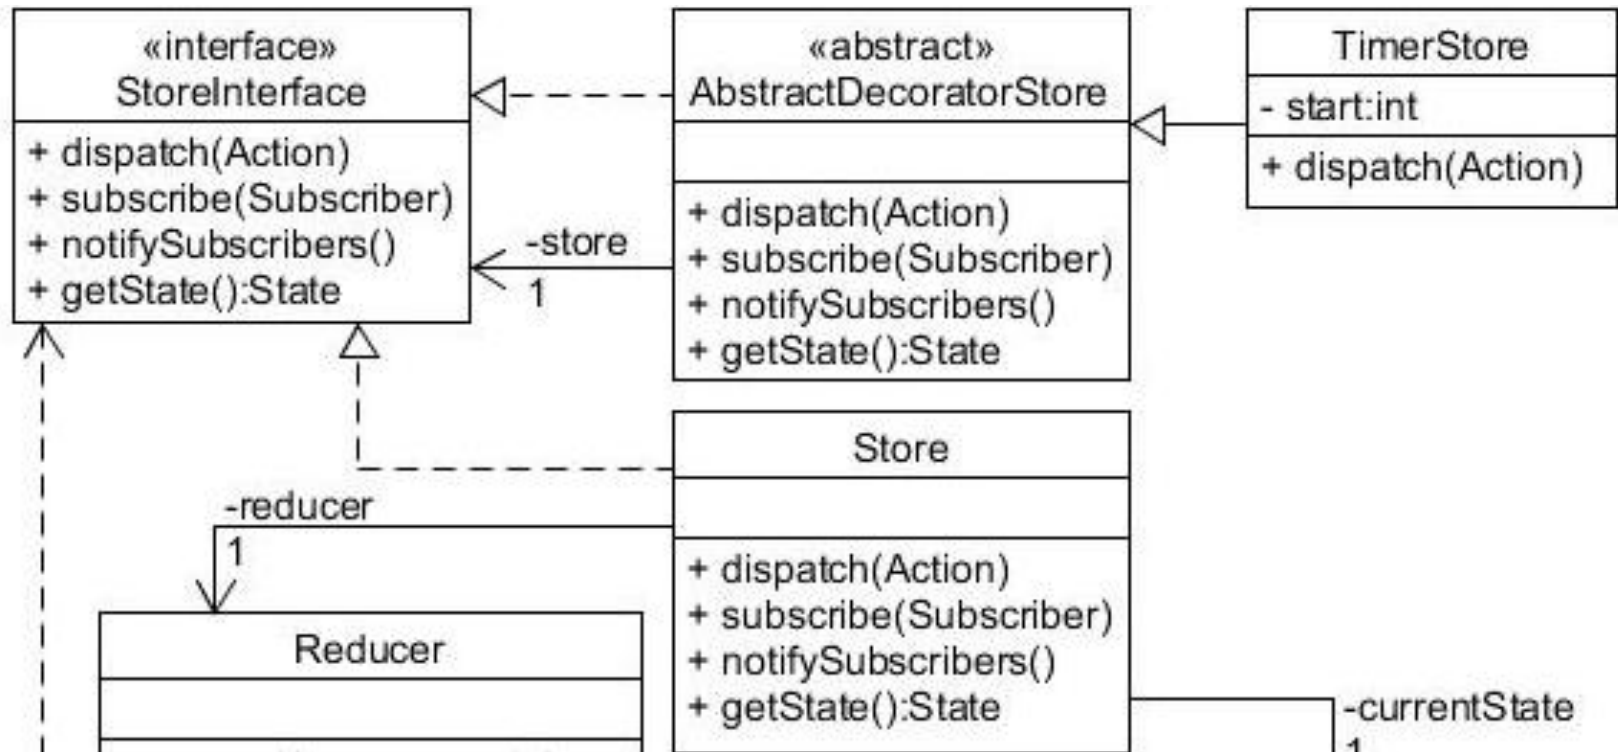 «interface»
StoreInterface
+ dispatch(Action)
+ subscribe(Subscriber)
+ notifySubscribers()
+ getState():State
«abstract»
AbstractDecoratorStore
+ dispatch(Action)
+ subscribe(Subscriber)
+ notifySubscribers()
+ getState():State
TimerStore
- start:int
+ dispatch(Action)
-store
1
Store
+ dispatch(Action)
+ subscribe(Subscriber)
+ notifySubscribers()
+ getState():State
-reducer
1
Reducer
-currentState
1